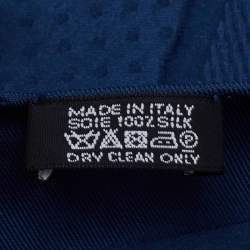 MADE IN ITALY
SOIE 100% SILK
DRY CLEAN ONLY